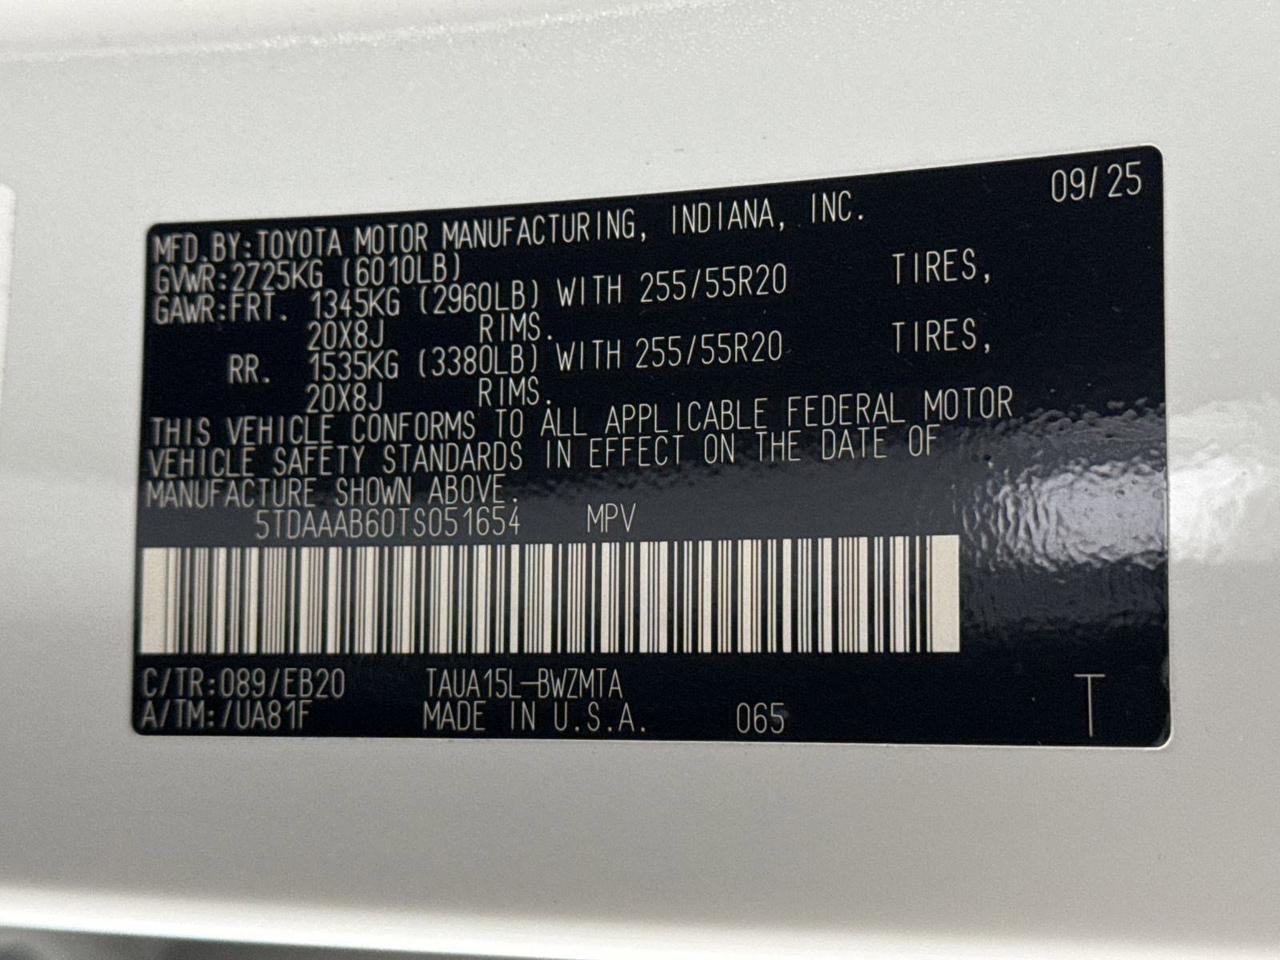 09/25
MFD.BY:TOYOTA MOTOR MANUFACTURING, INDIANA, INC.
GVWR:2725KG (6010LB)
GAWR:FRT. 1345KG (2960LB) WITH 255/55R20 TIRES,
20X8J RIMS.
RR. 1535KG (3380LB) WITH 255/55R20 TIRES,
20X8J RIMS.
THIS VEHICLE CONFORMS TO ALL APPLICABLE FEDERAL MOTOR
VEHICLE SAFETY STANDARDS IN EFFECT ON THE DATE OF
MANUFACTURE SHOWN ABOVE.
5TDAAAB60TS051654 MPV
C/TR:089/EB20 TAUA15L-BWZMTA
A/TM:/UA81F MADE IN U.S.A. 065 T